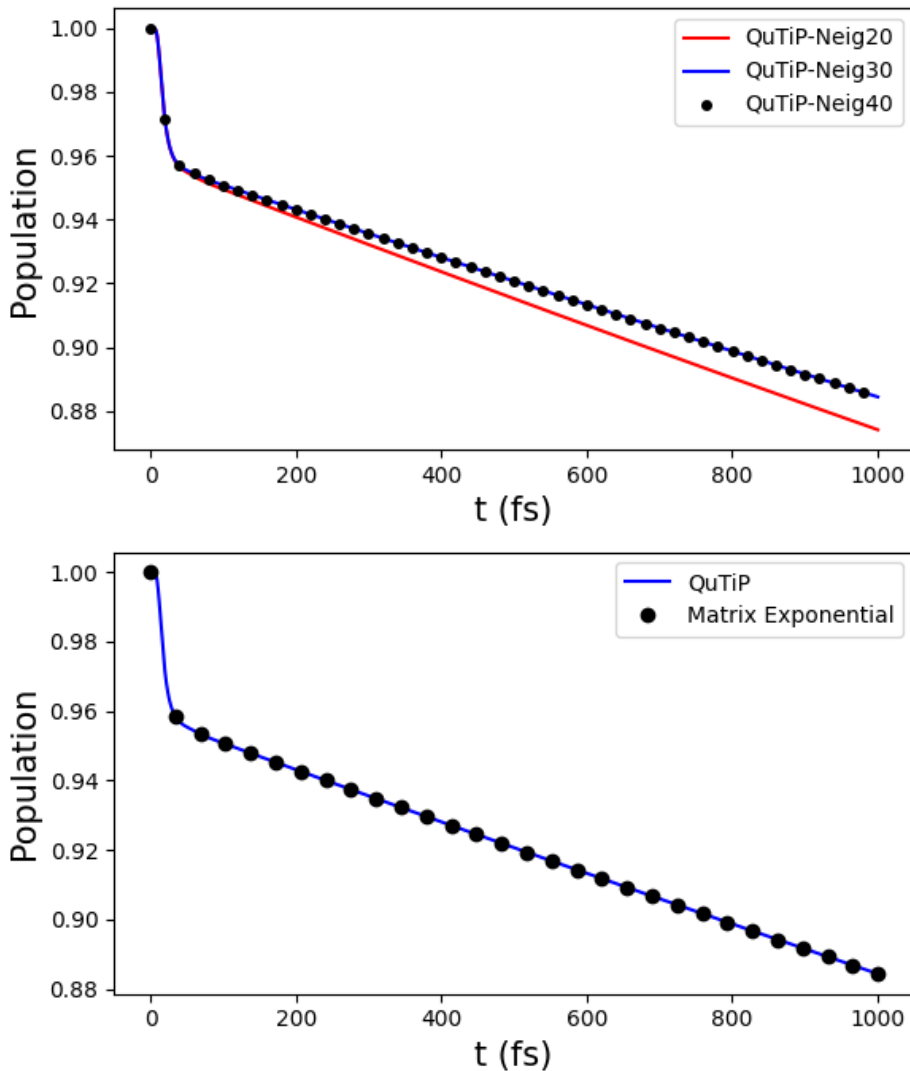 1.00
0.98
0.96
0.94
0.92
0.90
0.88
Population
QuTiP-Neig20
QuTiP-Neig30
QuTiP-Neig40
0 200 400 600 800 1000
t (fs)
1.00
0.98
0.96
0.94
0.92
0.90
0.88
Population
QuTiP
Matrix Exponential
0 200 400 600 800 1000
t (fs)